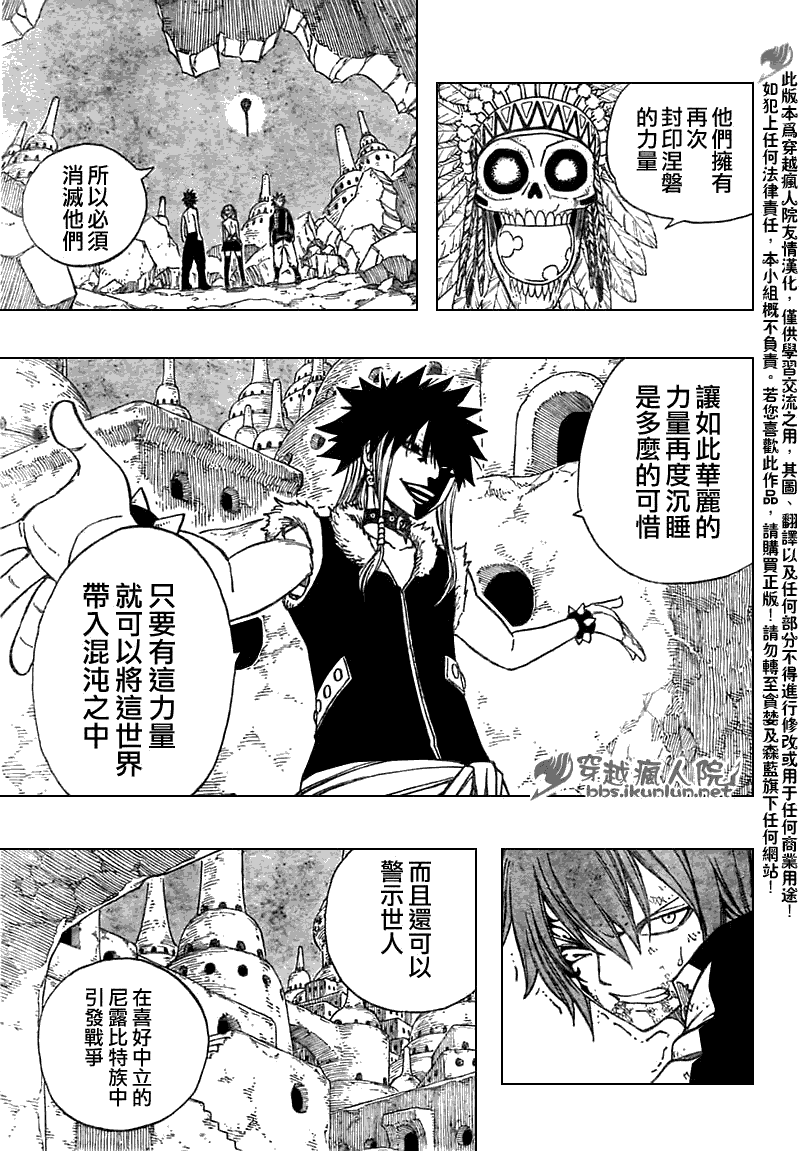 他們擁有
再次
封印涅磐
的力量
所以必須
消滅他們
讓如此華麗的
力量再度沉睡
是多麼的可惜
只要有這力量
就可以將這世界
帶入混沌之中
穿越瘋人院
bbs.ikunlun.net
而且還可以
警示世人
在喜好中立的
尼露比特族中
引發戰爭
此版本爲穿越瘋人院友情漢化，僅供學習交流之用，其圖、翻譯以及任何部分不得進行修改或用于任何商業用途！
如犯上任何法律責任，本小組概不負責。若您喜歡此作品，請購買正版！請勿轉至貪婪及森藍旗下任何網站！